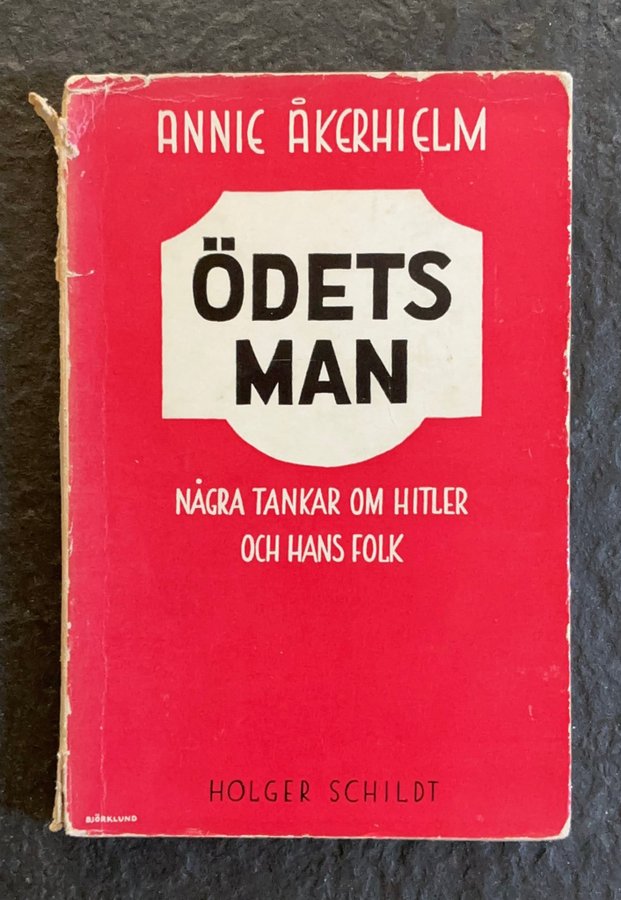 ANNIE ÅKERHIELM
ÖDETS
MAN
NÅGRA TANKAR OM HITLER
OCH HANS FOLK
HOLGER SCHILDT
BJÖRKLUND